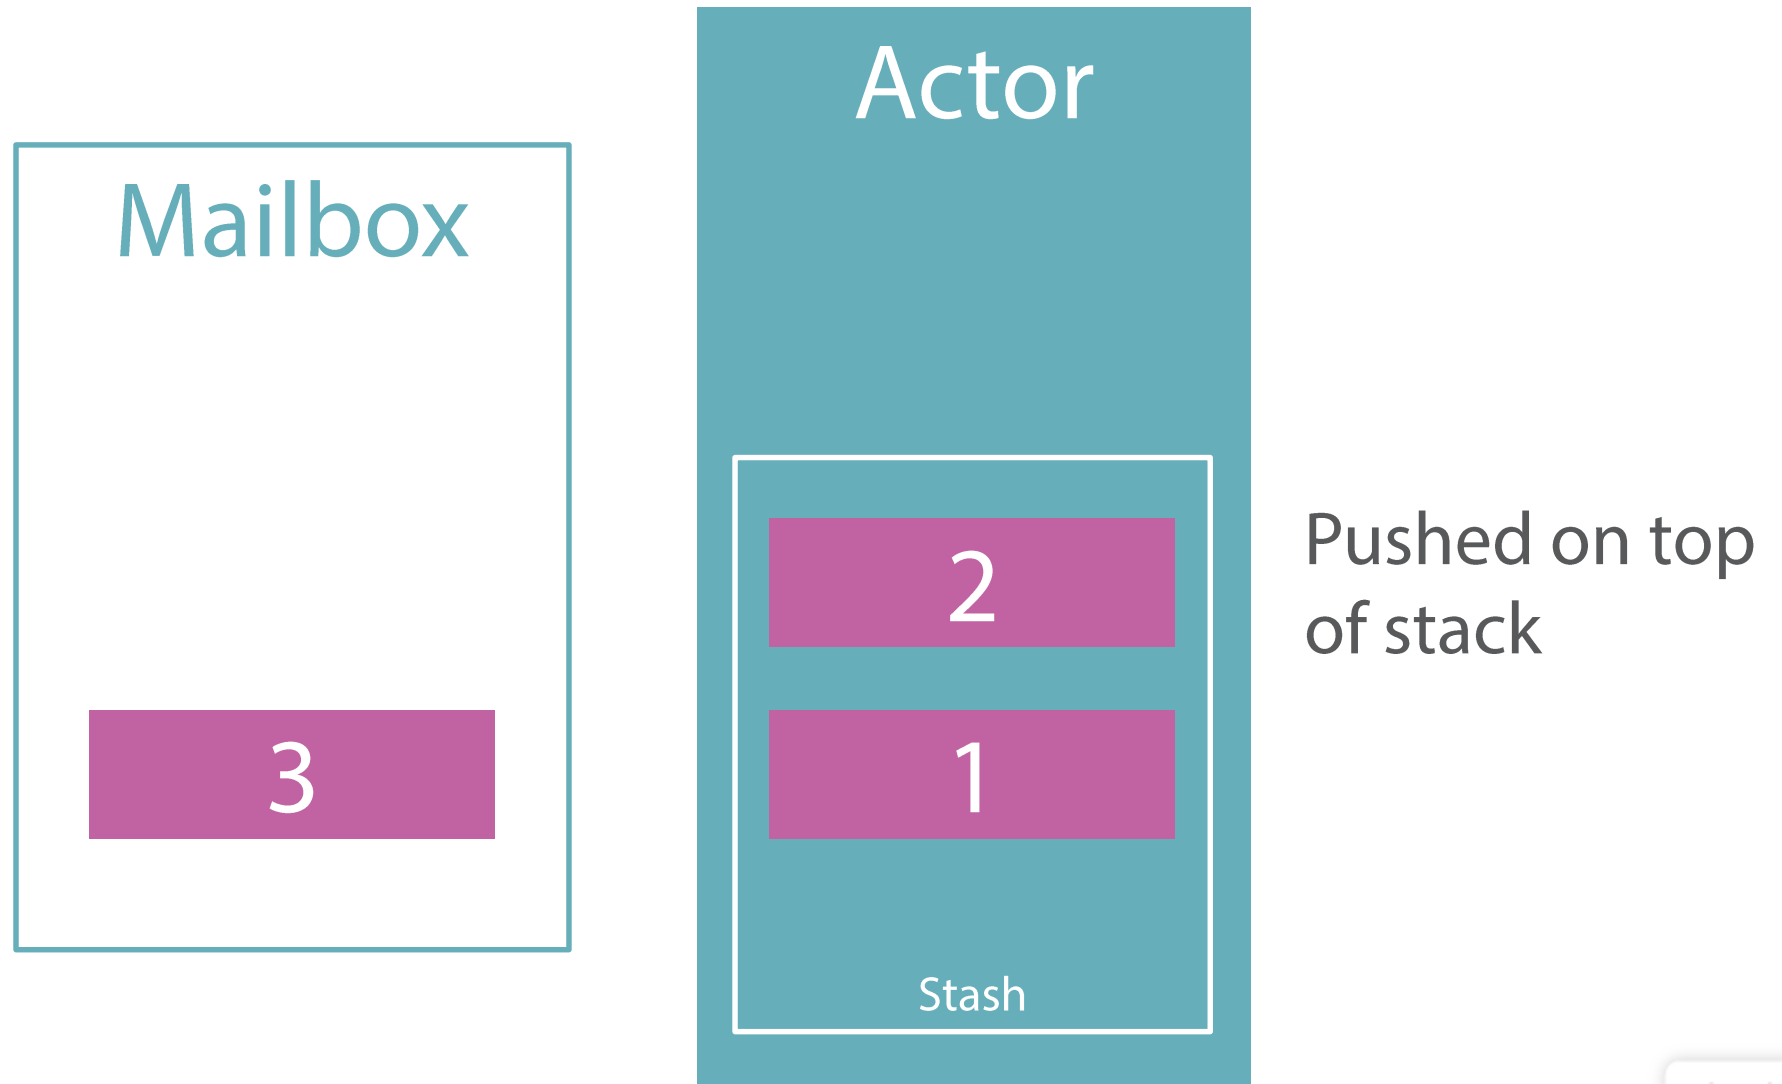 Actor
Mailbox
2
Pushed on top
of stack
3
1
Stash